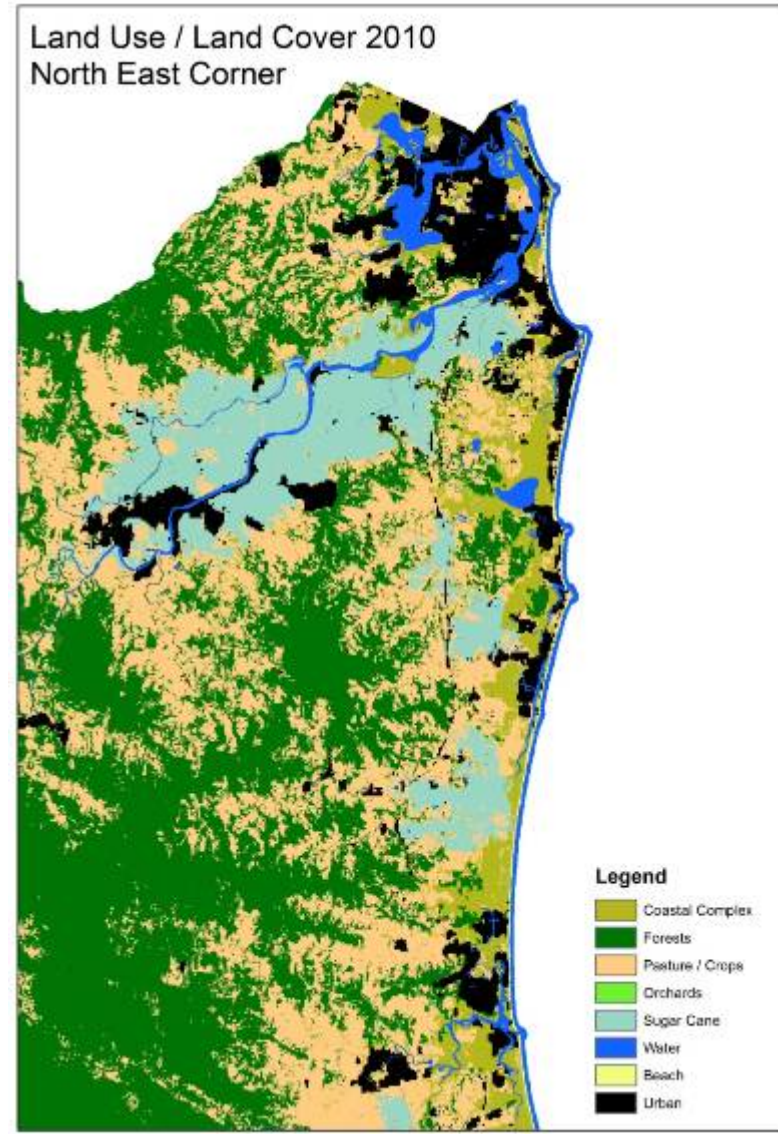 Land Use / Land Cover 2010
North East Corner
Legend
Coastal Complex
Forests
Pasture / Crops
Orchards
Sugar Cane
Water
Beach
Urban